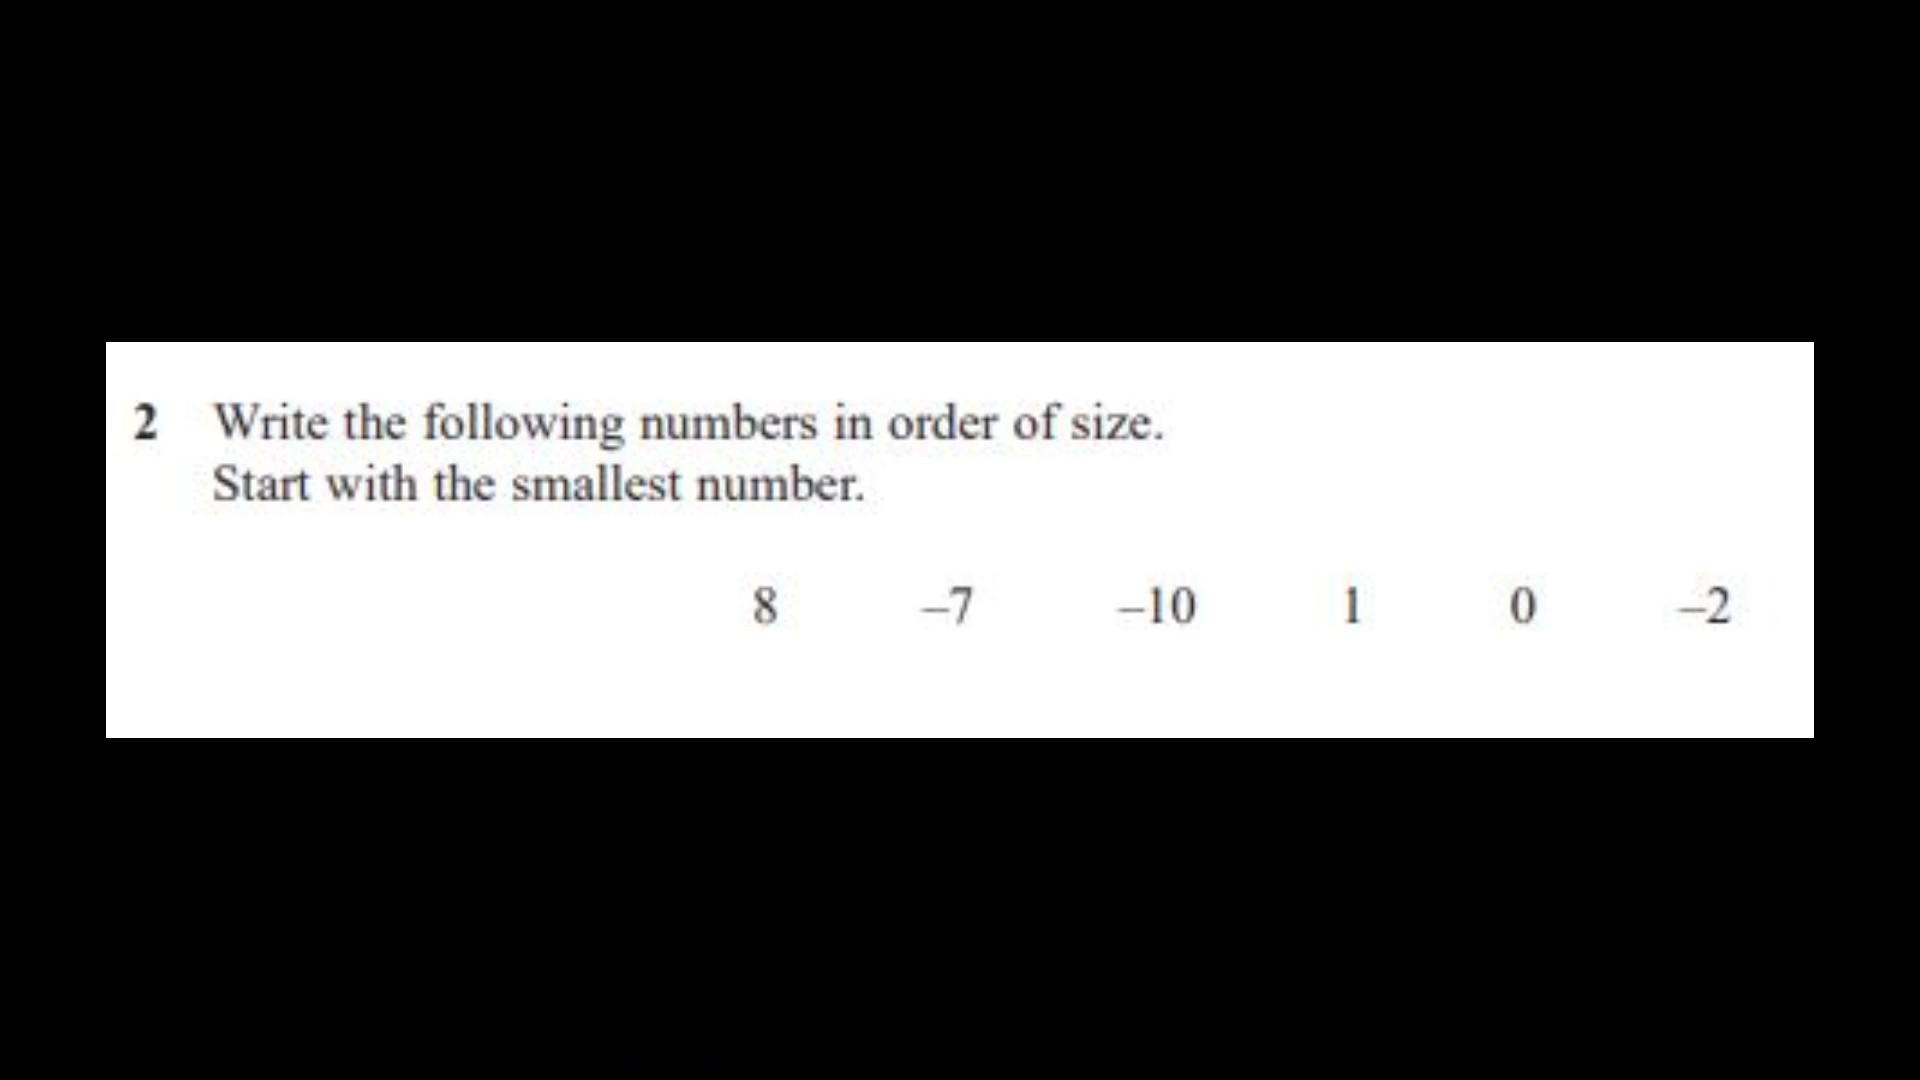 2 Write the following numbers in order of size.
Start with the smallest number.
8 –7 –10 1 0 –2